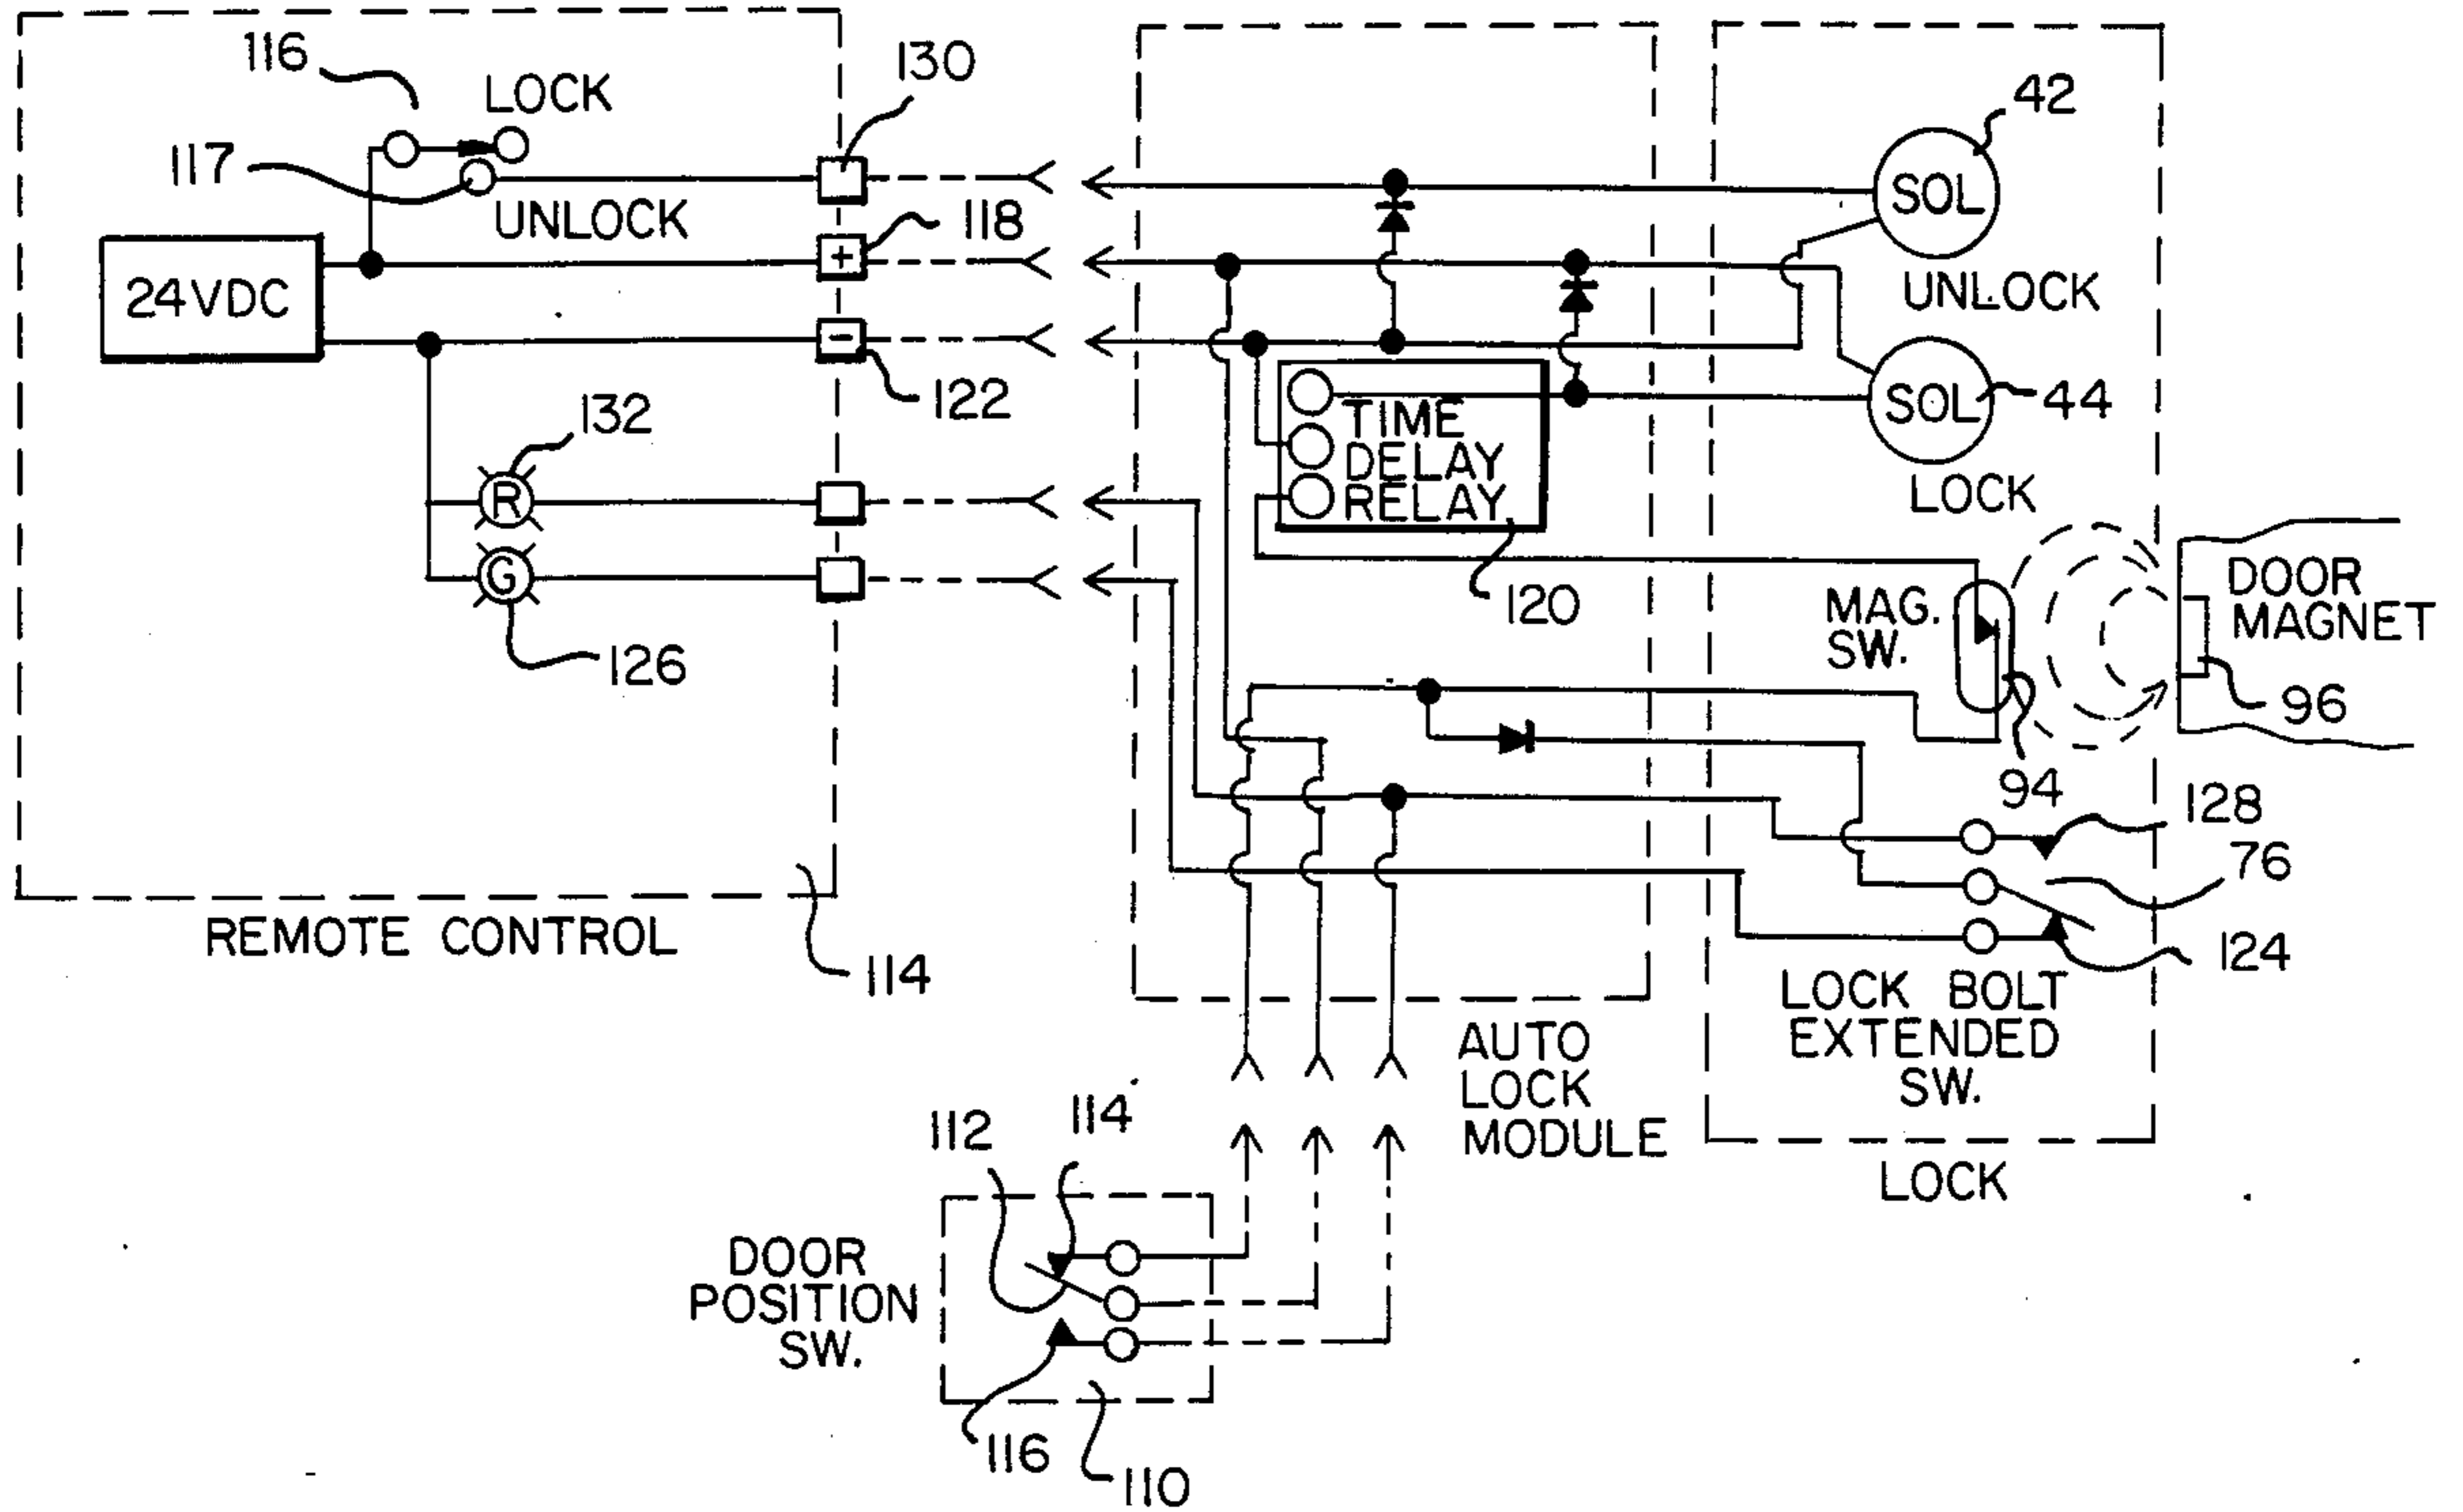 116
LOCK
117
UNLOCK
130
+
118
24VDC
-
122
132
R
G
126
REMOTE CONTROL
114
TIME
DELAY
RELAY
120
AUTO
LOCK
MODULE
42
SOL
UNLOCK
SOL
44
LOCK
MAG.
SW.
DOOR
MAGNET
96
94
128
76
124
LOCK BOLT
EXTENDED
SW.
LOCK
112
114
DOOR
POSITION
SW.
116
110